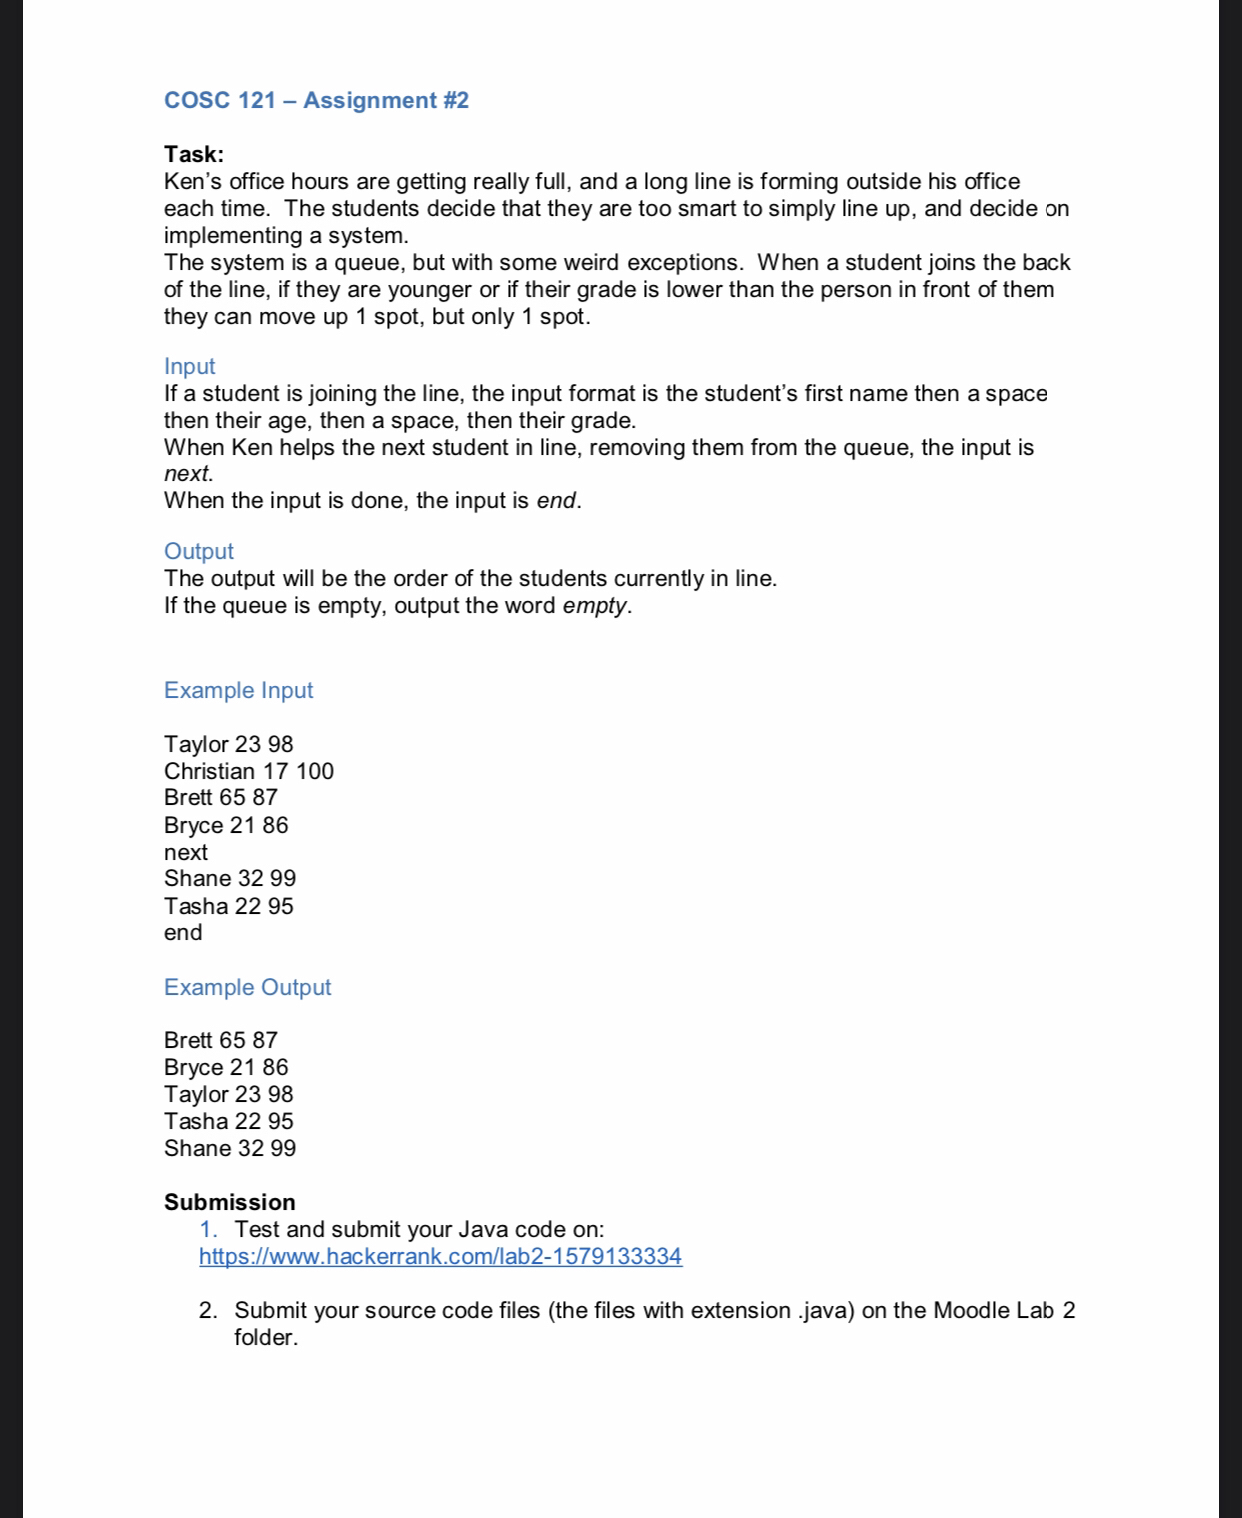 COSC 121 – Assignment #2
Task:
Ken’s office hours are getting really full, and a long line is forming outside his office
each time.  The students decide that they are too smart to simply line up, and decide on
implementing a system.
The system is a queue, but with some weird exceptions.  When a student joins the back
of the line, if they are younger or if their grade is lower than the person in front of them
they can move up 1 spot, but only 1 spot.
Input
If a student is joining the line, the input format is the student’s first name then a space
then their age, then a space, then their grade.
When Ken helps the next student in line, removing them from the queue, the input is
next.
When the input is done, the input is end.
Output
The output will be the order of the students currently in line.
If the queue is empty, output the word empty.
Example Input
Taylor 23 98
Christian 17 100
Brett 65 87
Bryce 21 86
next
Shane 32 99
Tasha 22 95
end
Example Output
Brett 65 87
Bryce 21 86
Taylor 23 98
Tasha 22 95
Shane 32 99
Submission
1. Test and submit your Java code on:
https://www.hackerrank.com/lab2-1579133334
2. Submit your source code files (the files with extension .java) on the Moodle Lab 2
folder.